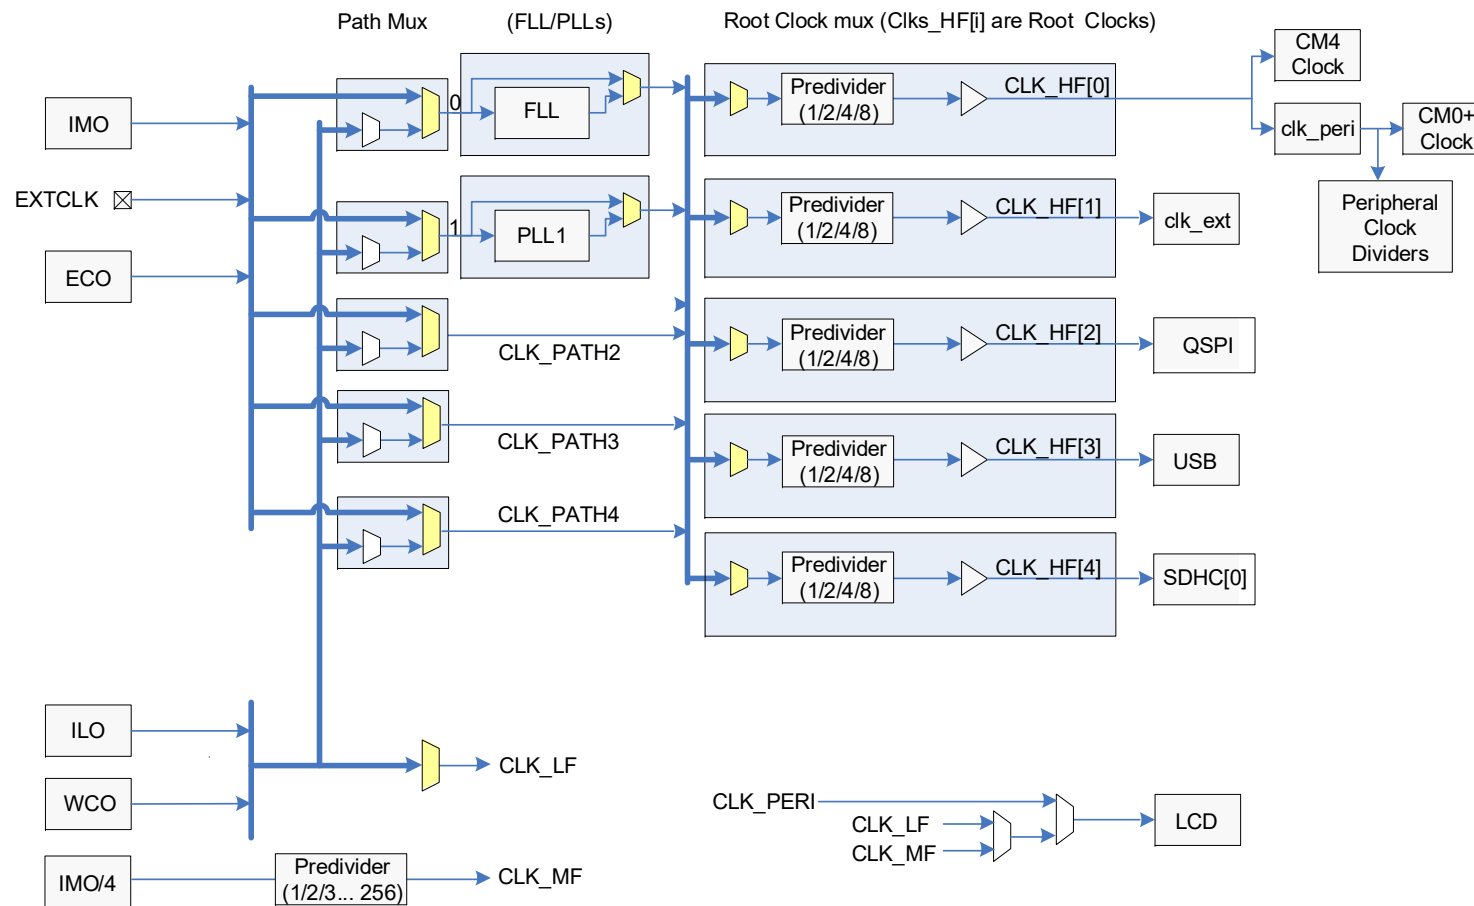 Path Mux
(FLL/PLLs)
Root Clock mux (Clks_HF[i] are Root Clocks)
IMO
EXTCLK
ECO
0
FLL
1
PLL1
CLK_PATH2
CLK_PATH3
CLK_PATH4
Predivider
(1/2/4/8)
CLK_HF[0]
CM4
Clock
clk_peri
CM0+
Clock
Peripheral
Clock
Dividers
Predivider
(1/2/4/8)
CLK_HF[1]
clk_ext
Predivider
(1/2/4/8)
CLK_HF[2]
QSPI
Predivider
(1/2/4/8)
CLK_HF[3]
USB
Predivider
(1/2/4/8)
CLK_HF[4]
SDHC[0]
ILO
WCO
CLK_LF
IMO/4
Predivider
(1/2/3... 256)
CLK_MF
CLK_PERI
CLK_LF
CLK_MF
LCD